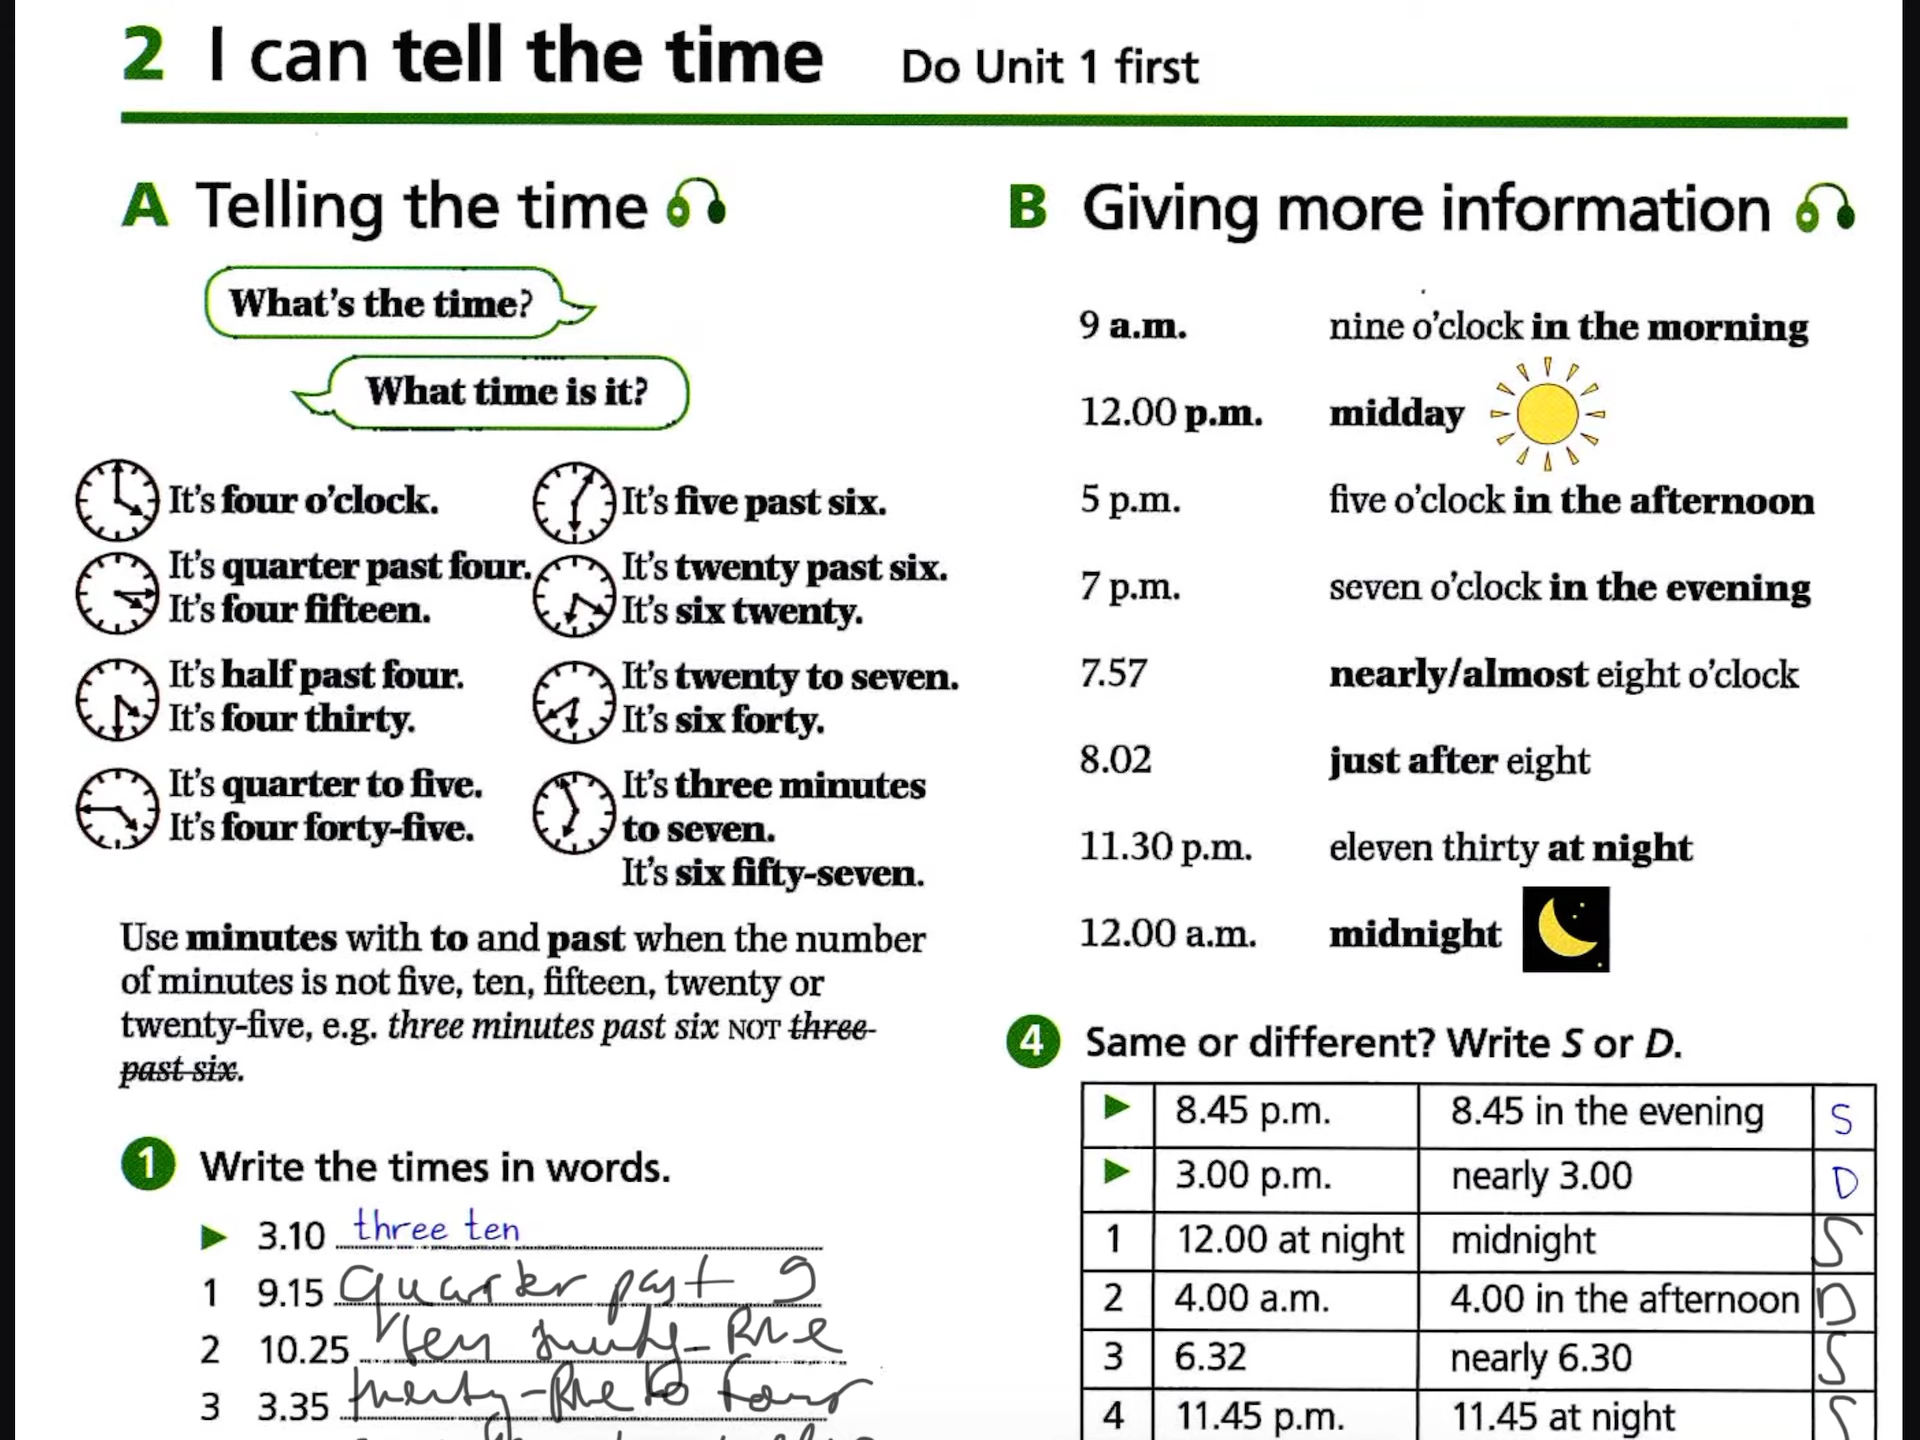 2 I can tell the time Do Unit 1 first
A Telling the time
What's the time?
What time is it?
It's four o'clock.
It's quarter past four.
It's four fifteen.
It's half past four.
It's four thirty.
It's quarter to five.
It's four forty-five.
It's five past six.
It's twenty past six.
It's six twenty.
It's twenty to seven.
It's six forty.
It's three minutes
to seven.
It's six fifty-seven.
Use minutes with to and past when the number
of minutes is not five, ten, fifteen, twenty or
twenty-five, e.g. three minutes past six NOT three
past six.
1 Write the times in words.
3.10 three ten
1 9.15 quarter past 9
2 10.25 ten twenty-five
3 3.35 twenty-five to four
B Giving more information
9 a.m. nine o'clock in the morning
12.00 p.m. midday
5 p.m. five o'clock in the afternoon
7 p.m. seven o'clock in the evening
7.57 nearly/almost eight o'clock
8.02 just after eight
11.30 p.m. eleven thirty at night
12.00 a.m. midnight
4 Same or different? Write S or D.
8.45 p.m. 8.45 in the evening S
3.00 p.m. nearly 3.00 D
1 12.00 at night midnight S
2 4.00 a.m. 4.00 in the afternoon D
3 6.32 nearly 6.30 S
4 11.45 p.m. 11.45 at night S